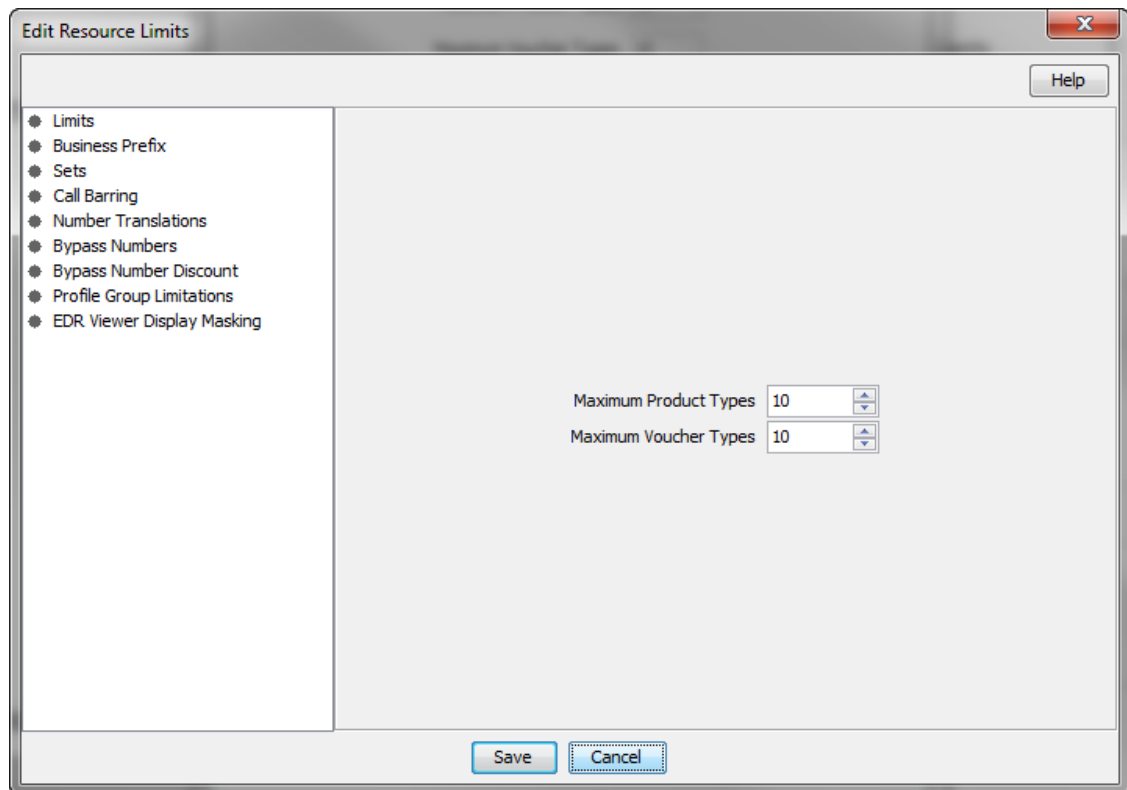 Edit Resource Limits
Help
Limits
Business Prefix
Sets
Call Barring
Number Translations
Bypass Numbers
Bypass Number Discount
Profile Group Limitations
EDR Viewer Display Masking
Maximum Product Types 10
Maximum Voucher Types 10
Save Cancel